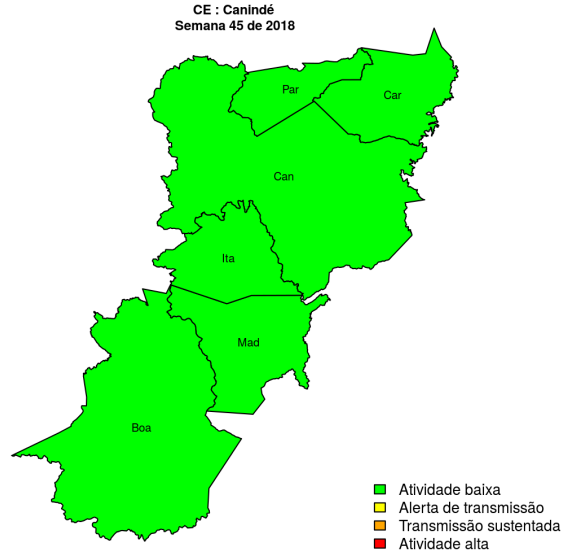 CE : Canindé
Semana 45 de 2018
Par
Car
Can
Ita
Mad
Boa
Atividade baixa
Alerta de transmissão
Transmissão sustentada
Atividade alta